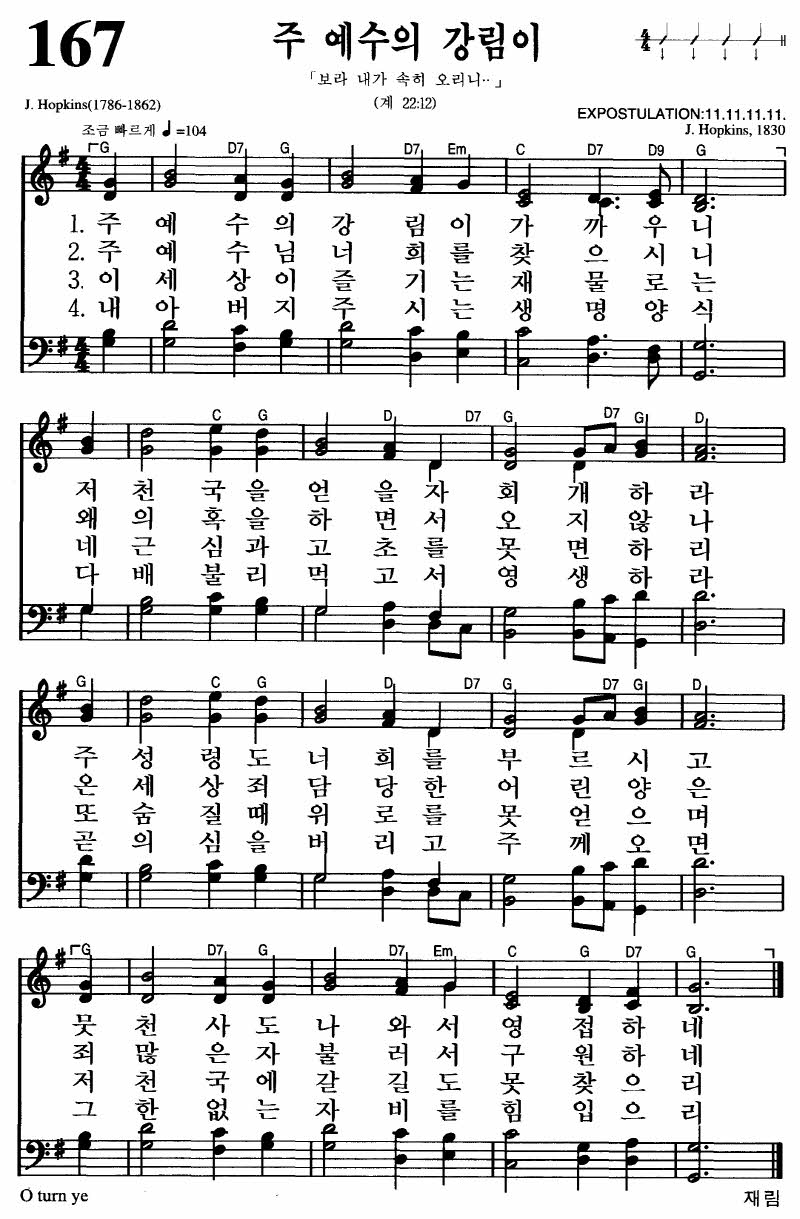 167
주 예수의 강림이
「보라 내가 속히 오리니‥」
(계 22:12)
J. Hopkins(1786-1862)
EXPOSTULATION:11.11.11.11.
J. Hopkins, 1830
조금 빠르게 ♩=104
4/4
G D7 G D7 Em C D7 D9 G
1. 주 예 수 의 강 림 이 가 까 우 니
2. 주 예 수 님 너 희 를 찾 으 시 니
3. 이 세 상 이 즐 기 는 재 물 로 는
4. 내 아 버 지 주 시 는 생 명 양 식
C G D D7 G D7 G D
저 천 국 을 얻 을 자 회 개 하 라
왜 의 혹 을 하 면 서 오 지 않 나
네 근 심 과 고 초 를 못 면 하 리
다 배 불 리 먹 고 서 영 생 하 라
G C G D D7 G D7 G D
주 성 령 도 너 희 를 부 르 시 고
온 세 상 죄 담 당 한 어 린 양 은
또 숨 질 때 위 로 를 못 얻 으 며
곧 의 심 을 버 리 고 주 께 오 면
G D7 G D7 Em C G D7 G
뭇 천 사 도 나 와 서 영 접 하 네
죄 많 은 자 불 러 서 구 원 하 네
저 천 국 에 갈 길 도 못 찾 으 리
그 한 없 는 자 비 를 힘 입 으 리
O turn ye
재림